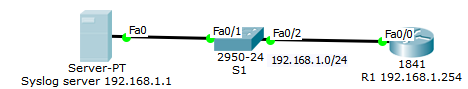 Fa0
Fa0/1
Fa0/2
Fa0/0
Server-PT
Syslog server 192.168.1.1
2950-24
S1
192.168.1.0/24
1841
R1 192.168.1.254